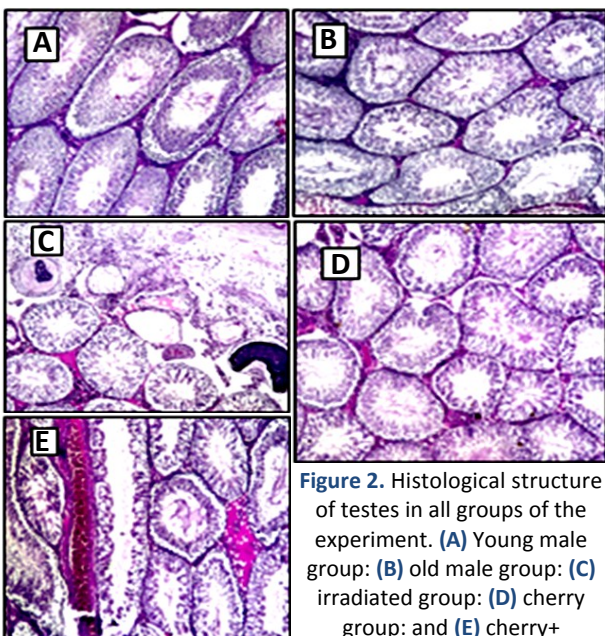 A
B
C
D
E
Figure 2. Histological structure
of testes in all groups of the
experiment. (A) Young male
group: (B) old male group: (C)
irradiated group: (D) cherry
group: and (E) cherry+